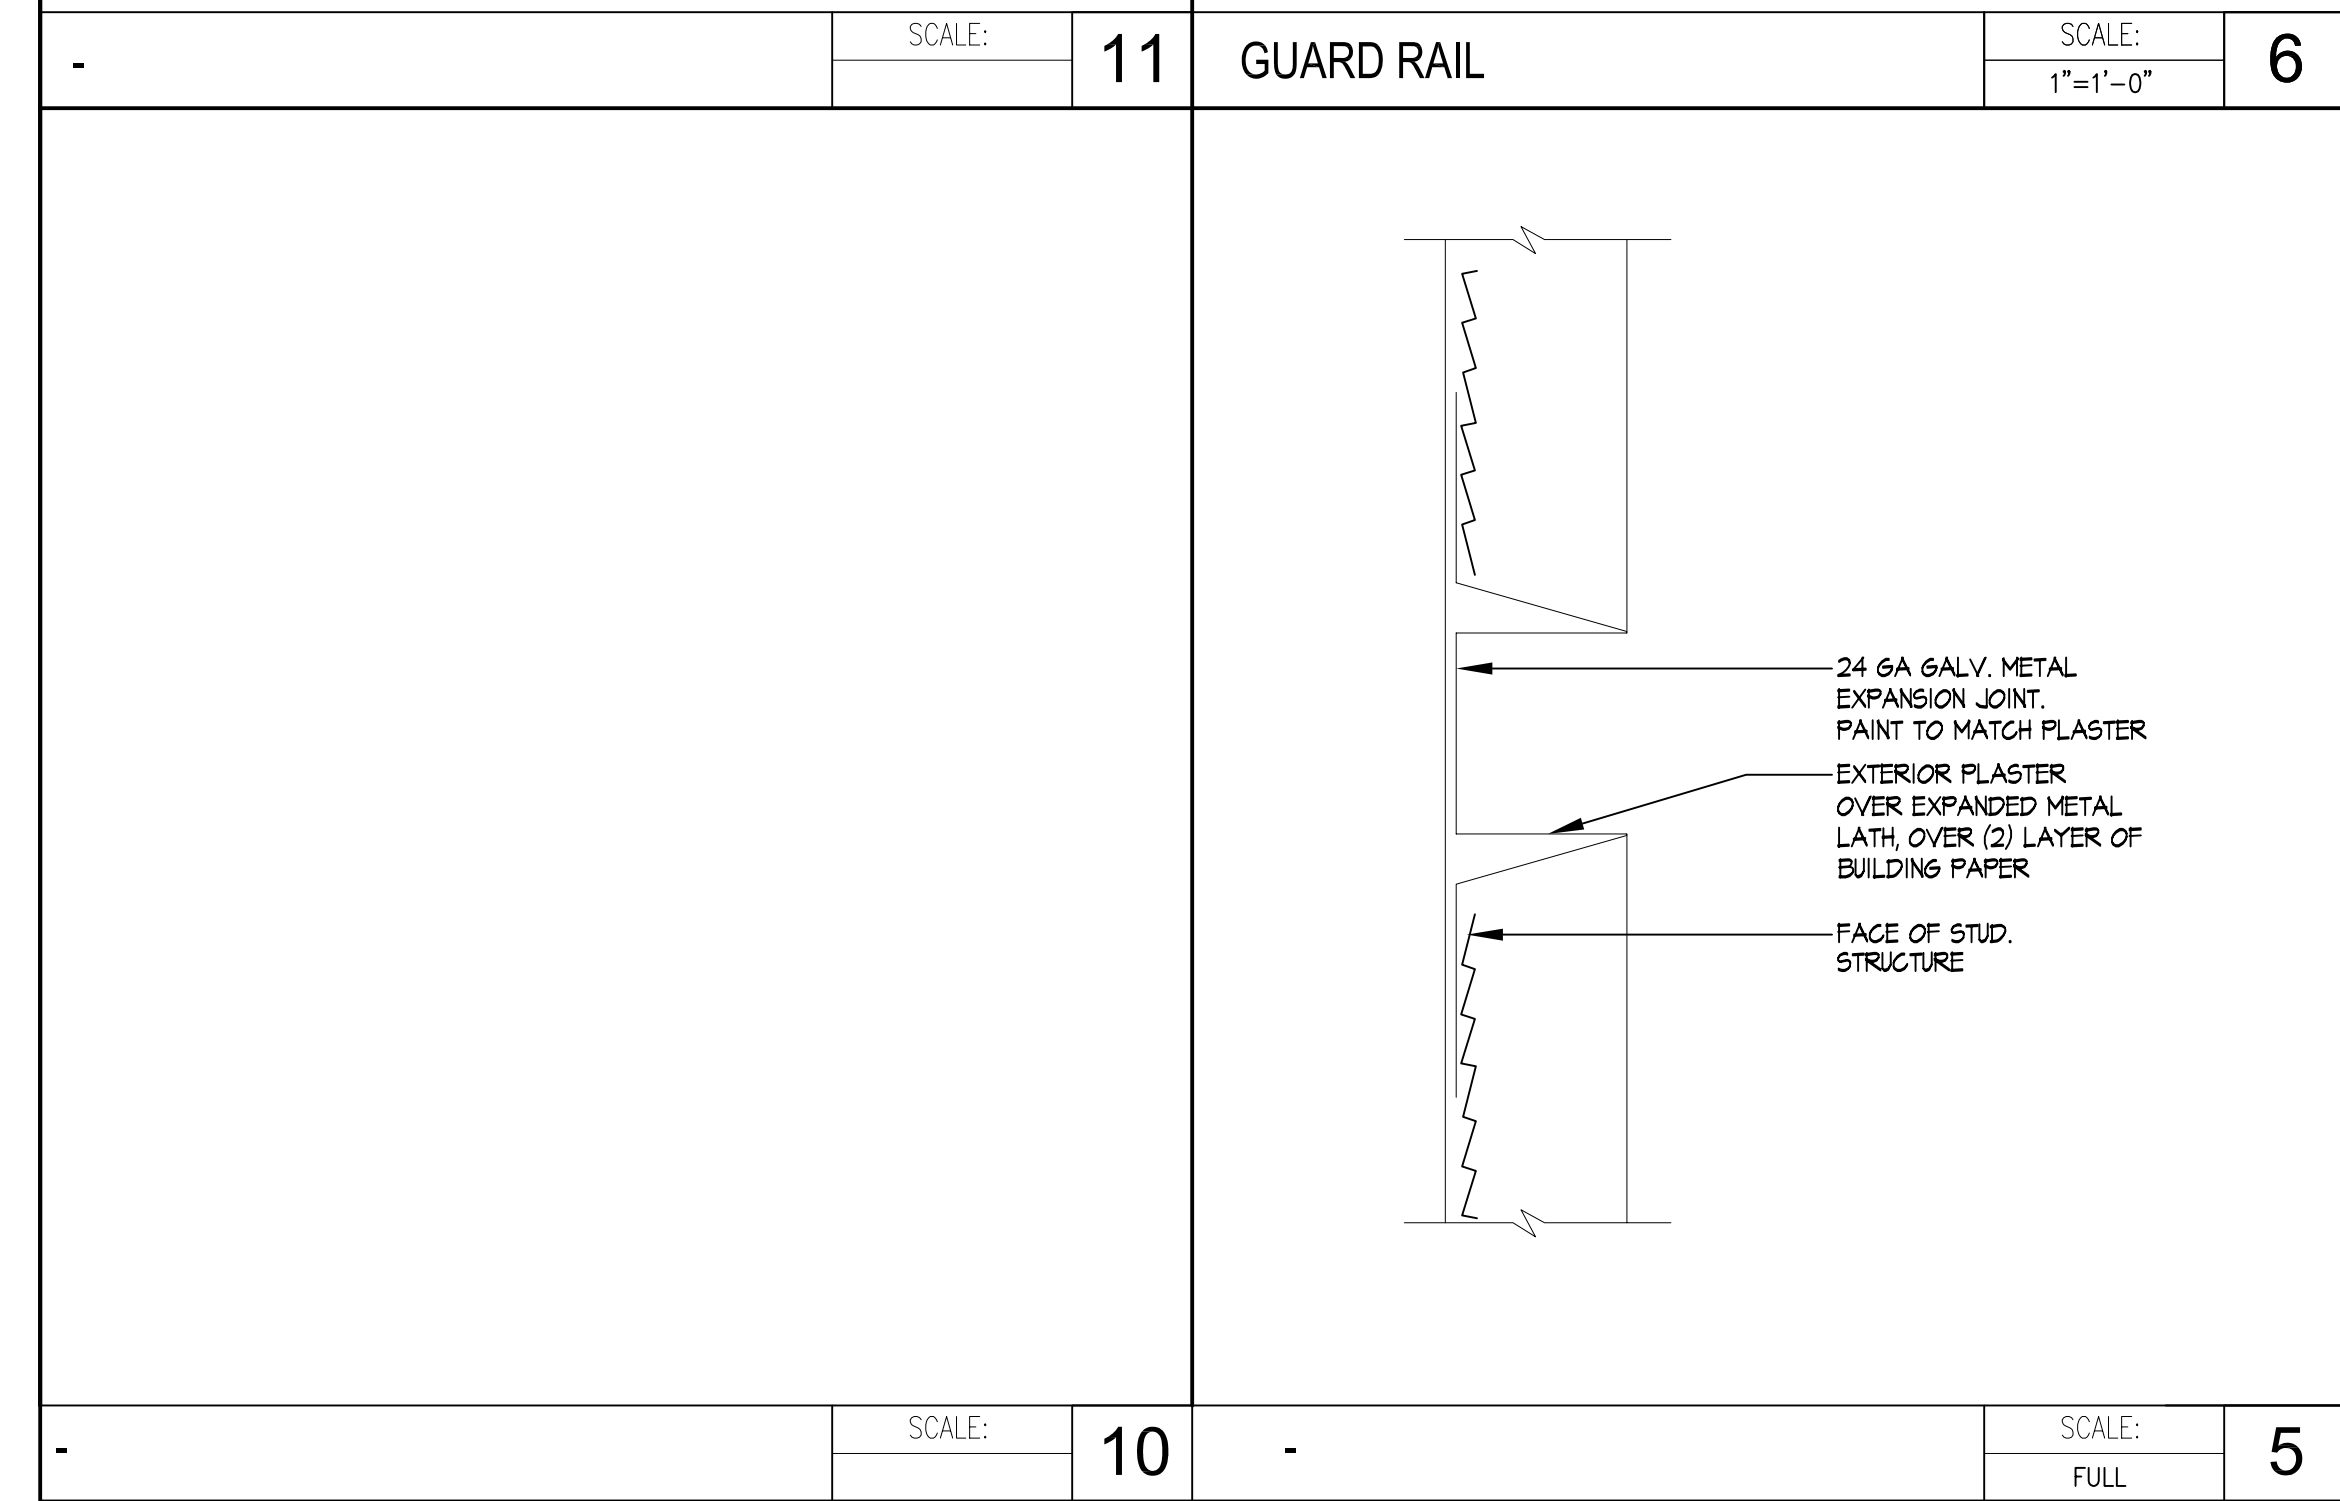 -
SCALE:
11
GUARD RAIL
SCALE:
1"=1'-0"
6
24 GA GALV. METAL
EXPANSION JOINT.
PAINT TO MATCH PLASTER
EXTERIOR PLASTER
OVER EXPANDED METAL
LATH, OVER (2) LAYER OF
BUILDING PAPER
FACE OF STUD.
STRUCTURE
-
SCALE:
10
-
SCALE:
FULL
5